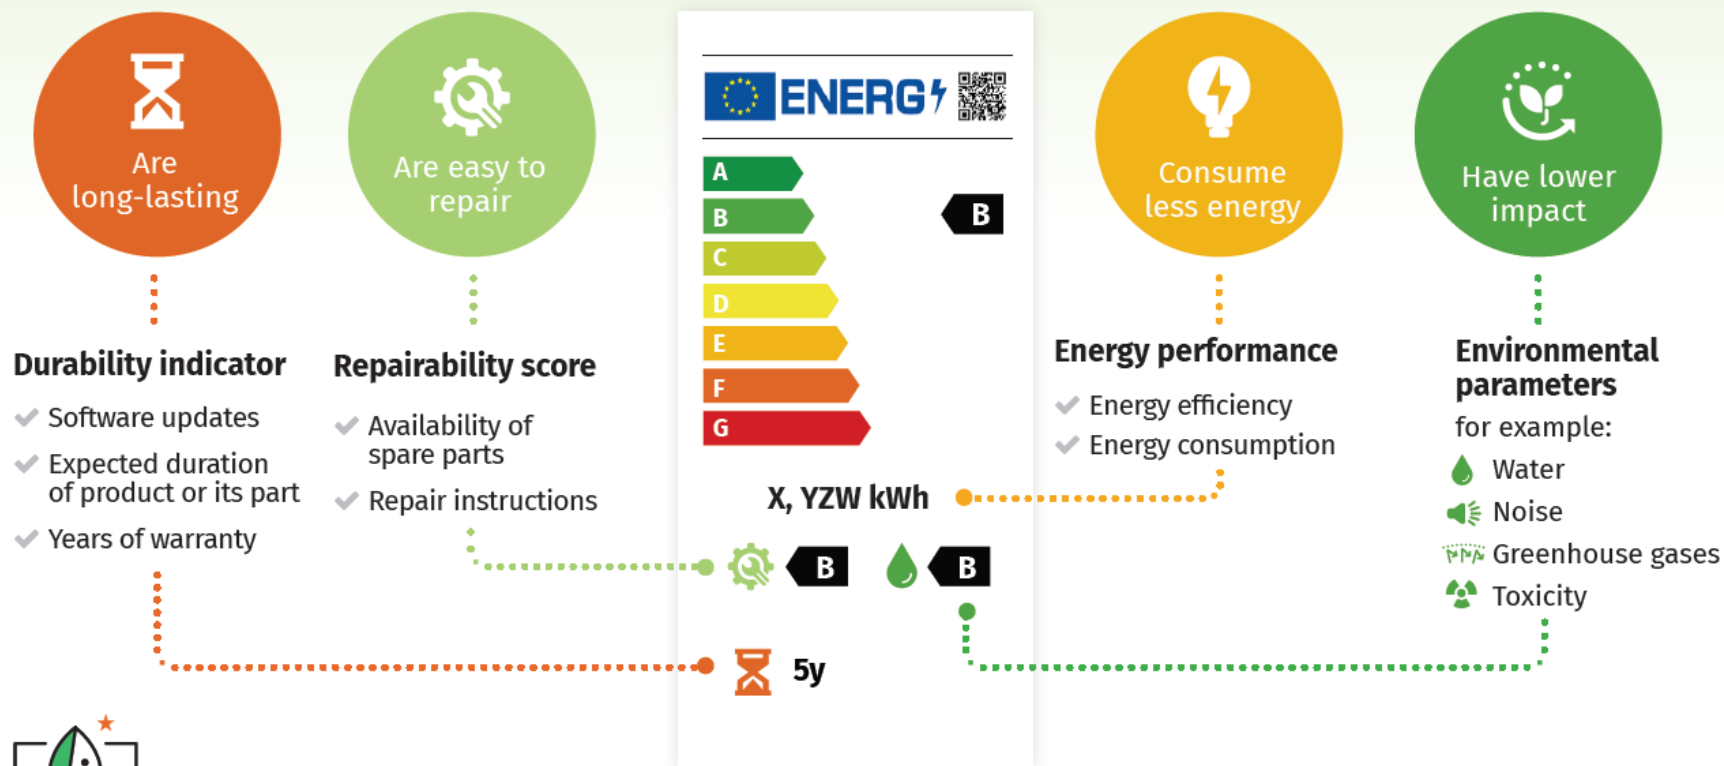 Are
long-lasting
Durability indicator
Software updates
Expected duration
of product or its part
Years of warranty
Are easy to
repair
Repairability score
Availability of
spare parts
Repair instructions
ENERG
A
B
B
C
D
E
F
G
X, YZW kWh
B
B
5y
Consume
less energy
Energy performance
Energy efficiency
Energy consumption
Have lower
impact
Environmental
parameters
for example:
Water
Noise
Greenhouse gases
Toxicity